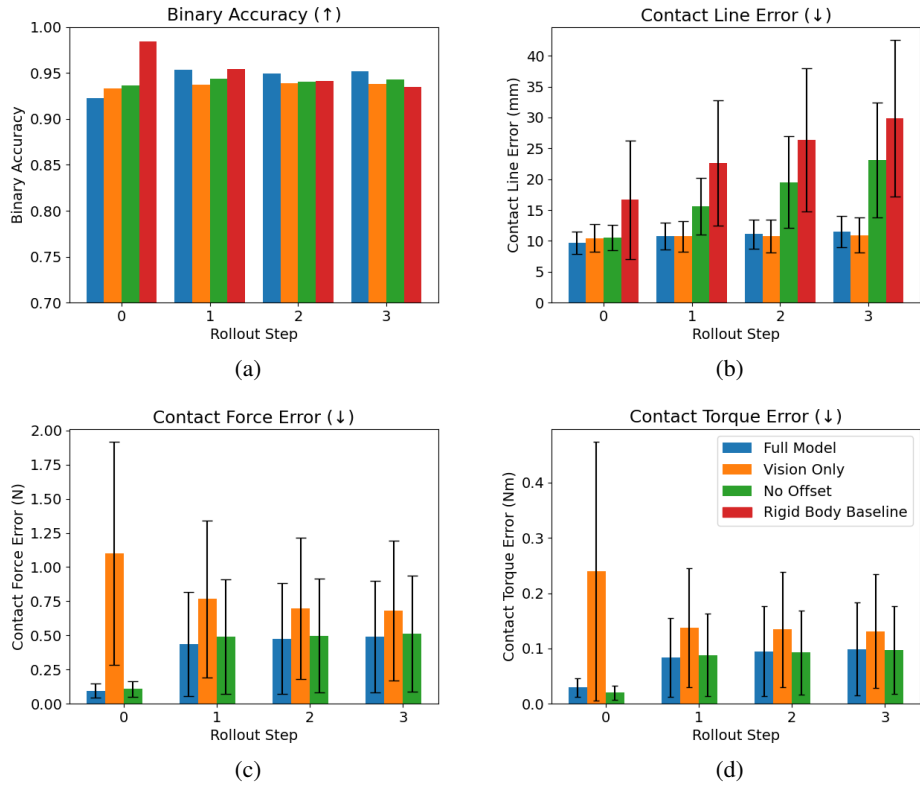 Binary Accuracy (↑)
1.00
0.95
0.90
0.85
0.80
0.75
0.70
Binary Accuracy
0 1 2 3
Rollout Step
(a)
Contact Line Error (↓)
40
35
30
25
20
15
10
5
0
Contact Line Error (mm)
0 1 2 3
Rollout Step
(b)
Contact Force Error (↓)
2.00
1.75
1.50
1.25
1.00
0.75
0.50
0.25
0.00
Contact Force Error (N)
0 1 2 3
Rollout Step
(c)
Contact Torque Error (↓)
0.4
0.3
0.2
0.1
0.0
Contact Torque Error (Nm)
Full Model
Vision Only
No Offset
Rigid Body Baseline
0 1 2 3
Rollout Step
(d)